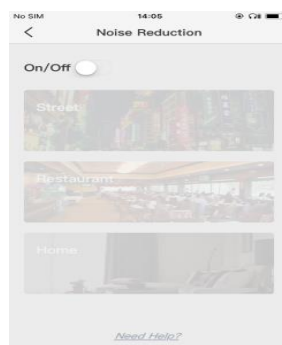 No SIM 14:05
Noise Reduction
On/Off
Street
Restaurant
Home
Need Help?